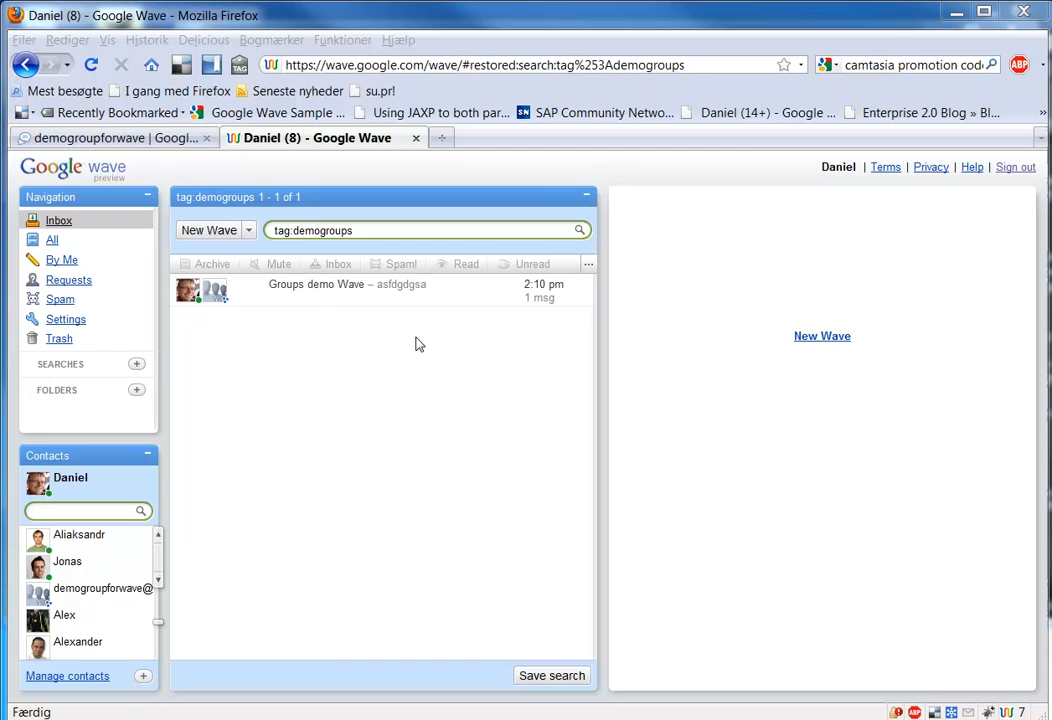 Daniel (8) - Google Wave - Mozilla Firefox
Filer Rediger Vis Historik Delicious Bogmærker Funktioner Hjælp
https://wave.google.com/wave/#restored:search:tag%253Ademogroups
camtasia promotion cod
TAG
ABP
Mest besøgte I gang med Firefox Seneste nyheder su.pr!
Recently Bookmarked Google Wave Sample ... Using JAXP to both par... SAP Community Netwo... Daniel (14+) - Google ... Enterprise 2.0 Blog » Bl...
demogroupforwave | Googl... Daniel (8) - Google Wave
Google wave
preview
Daniel | Terms | Privacy | Help | Sign out
Navigation
Inbox
All
By Me
Requests
Spam
Settings
Trash
SEARCHES
FOLDERS
Contacts
Daniel
Aliaksandr
Jonas
demogroupforwave@
Alex
Alexander
Manage contacts
tag:demogroups 1 - 1 of 1
New Wave tag:demogroups
Archive Mute Inbox Spam! Read Unread ...
Groups demo Wave – asfdgdgsa 2:10 pm
1 msg
Save search
New Wave
Færdig
ABP
7